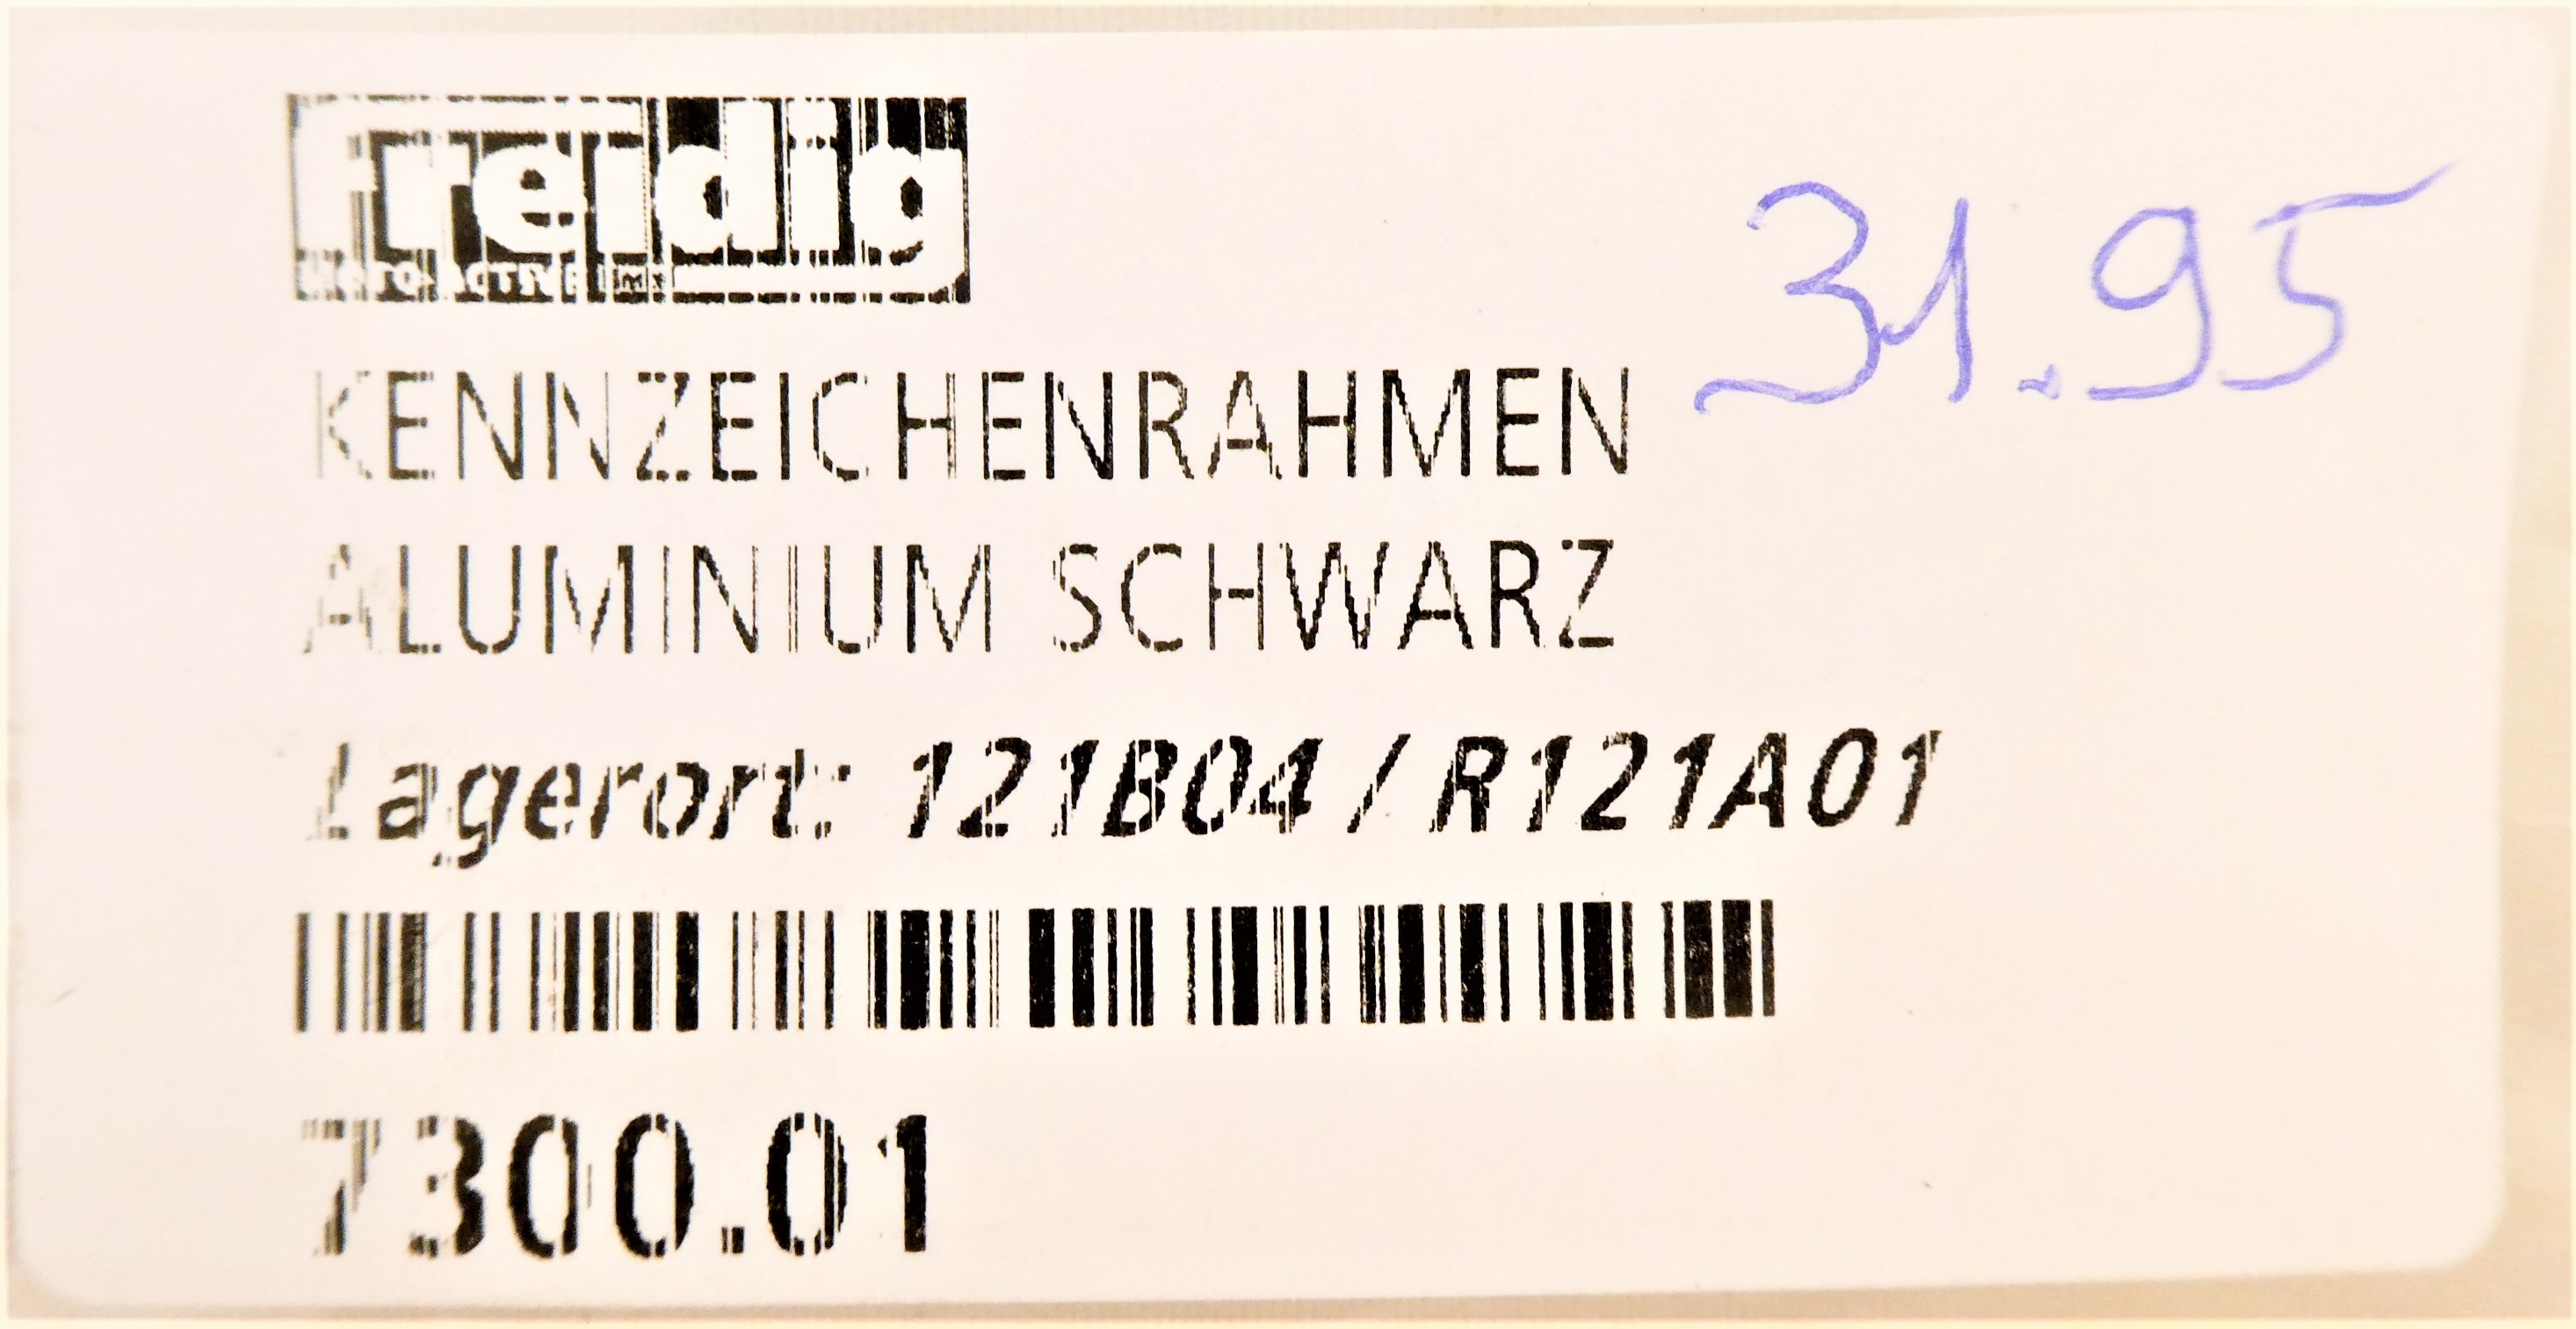 freidig
31.95
KENNZEICHENRAHMEN
ALUMINIUM SCHWARZ
Lagerort: 121B04 / R121A01
7300.01